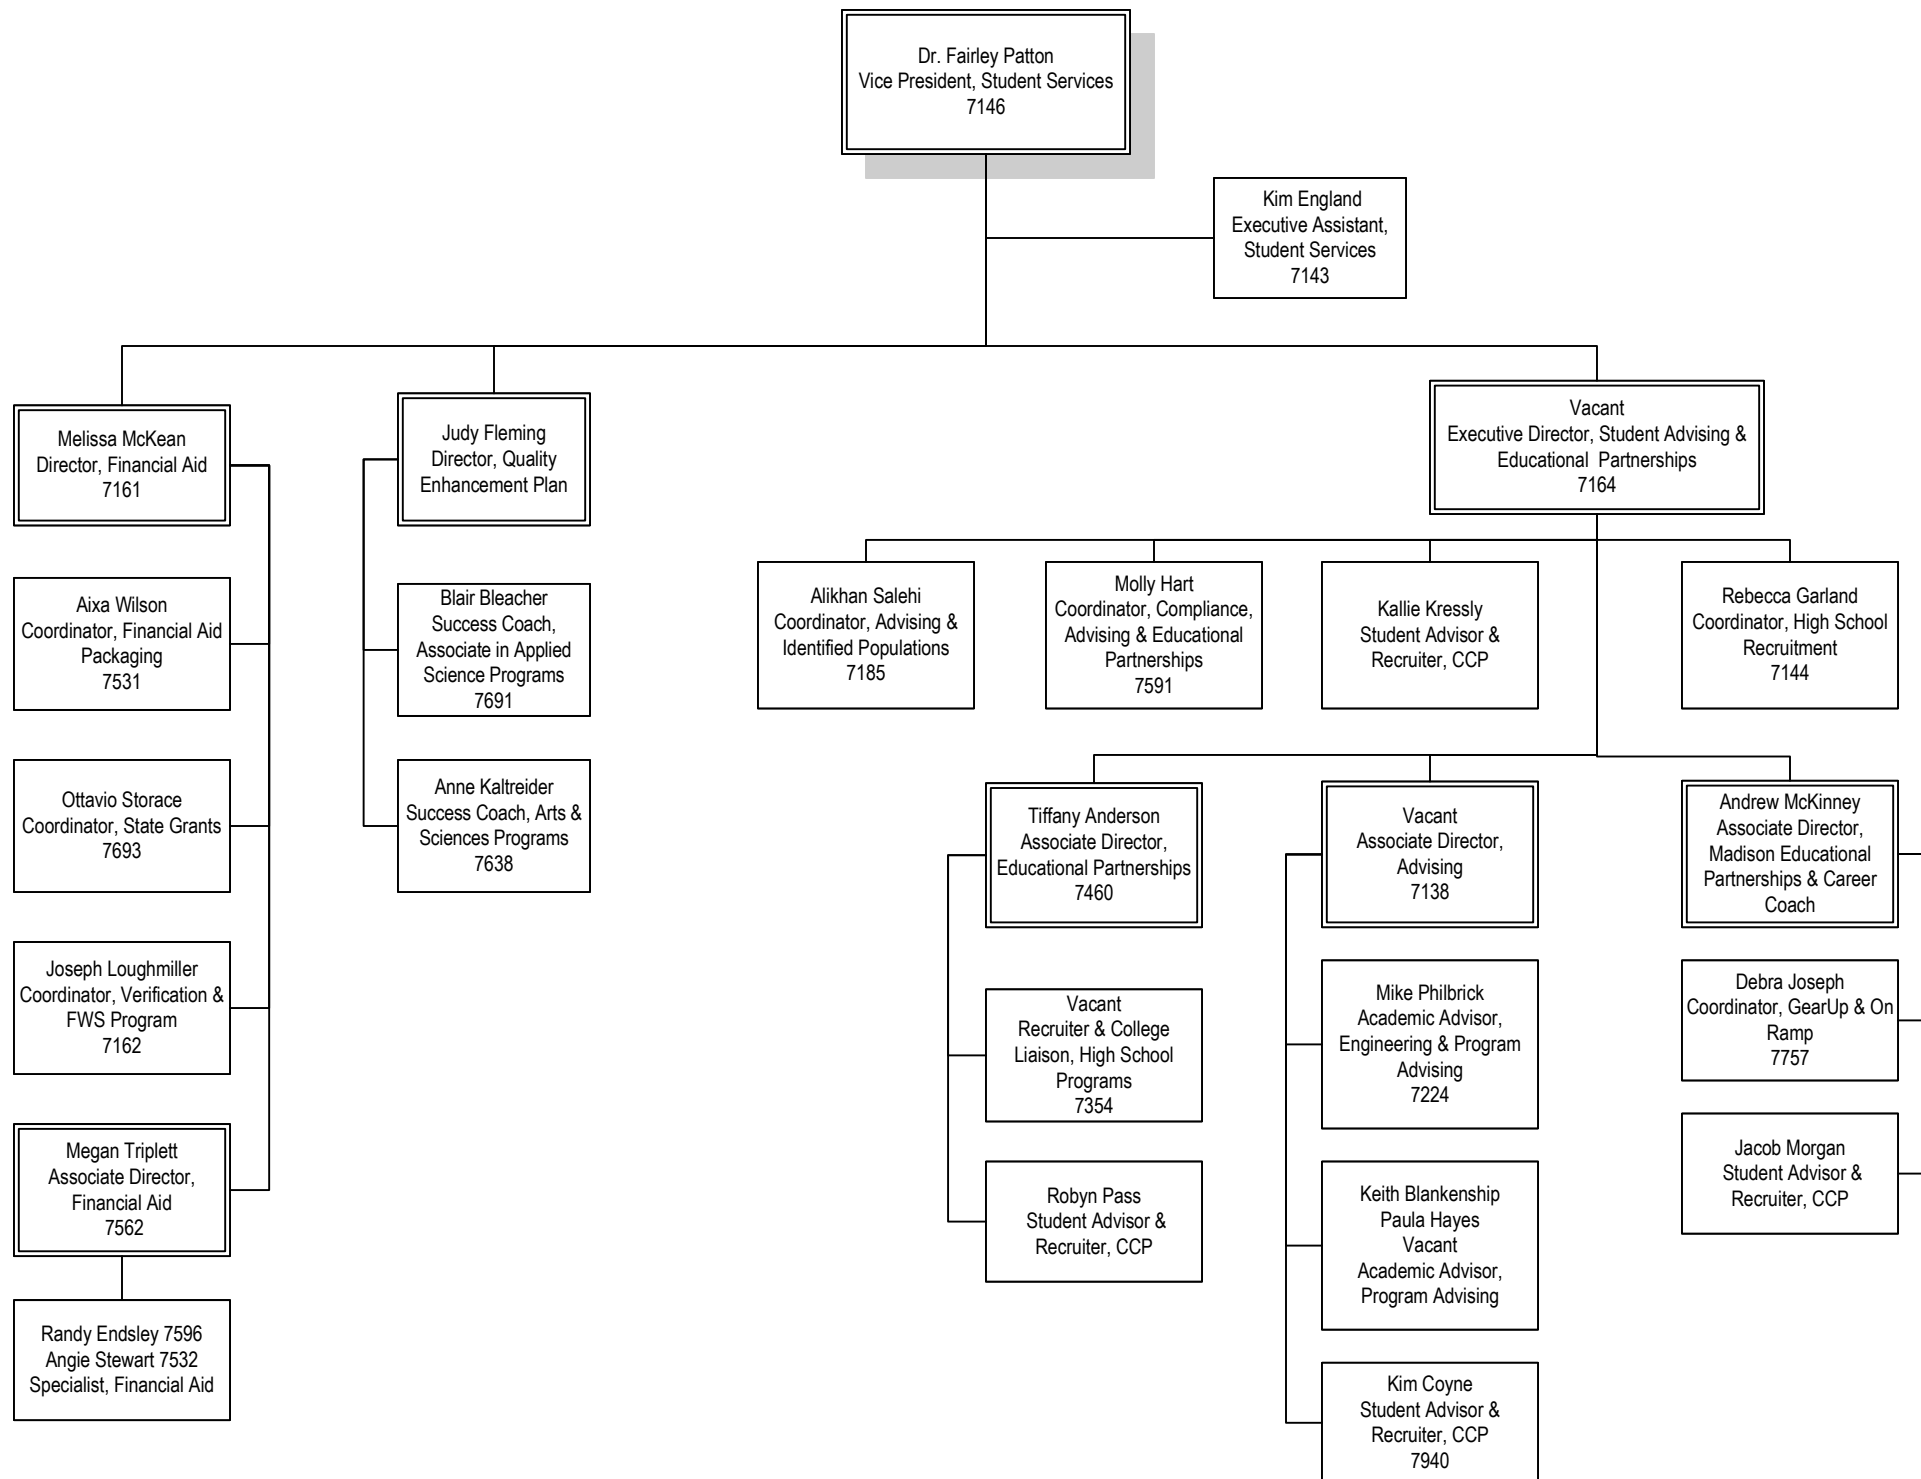 Dr. Fairley Patton
Vice President, Student Services
7146
Kim England
Executive Assistant,
Student Services
7143
Melissa McKean
Director, Financial Aid
7161
Judy Fleming
Director, Quality
Enhancement Plan
Vacant
Executive Director, Student Advising &
Educational  Partnerships
7164
Aixa Wilson
Coordinator, Financial Aid
Packaging
7531
Blair Bleacher
Success Coach,
Associate in Applied
Science Programs
7691
Alikhan Salehi
Coordinator, Advising &
Identified Populations
7185
Molly Hart
Coordinator, Compliance,
Advising & Educational
Partnerships
7591
Kallie Kressly
Student Advisor &
Recruiter, CCP
Rebecca Garland
Coordinator, High School
Recruitment
7144
Ottavio Storace
Coordinator, State Grants
7693
Anne Kaltreider
Success Coach, Arts &
Sciences Programs
7638
Tiffany Anderson
Associate Director,
Educational Partnerships
7460
Vacant
Associate Director,
Advising
7138
Andrew McKinney
Associate Director,
Madison Educational
Partnerships & Career
Coach
Joseph Loughmiller
Coordinator, Verification &
FWS Program
7162
Vacant
Recruiter & College
Liaison, High School
Programs
7354
Mike Philbrick
Academic Advisor,
Engineering & Program
Advising
7224
Debra Joseph
Coordinator, GearUp & On
Ramp
7757
Megan Triplett
Associate Director,
Financial Aid
7562
Robyn Pass
Student Advisor &
Recruiter, CCP
Keith Blankenship
Paula Hayes
Vacant
Academic Advisor,
Program Advising
Jacob Morgan
Student Advisor &
Recruiter, CCP
Randy Endsley 7596
Angie Stewart 7532
Specialist, Financial Aid
Kim Coyne
Student Advisor &
Recruiter, CCP
7940